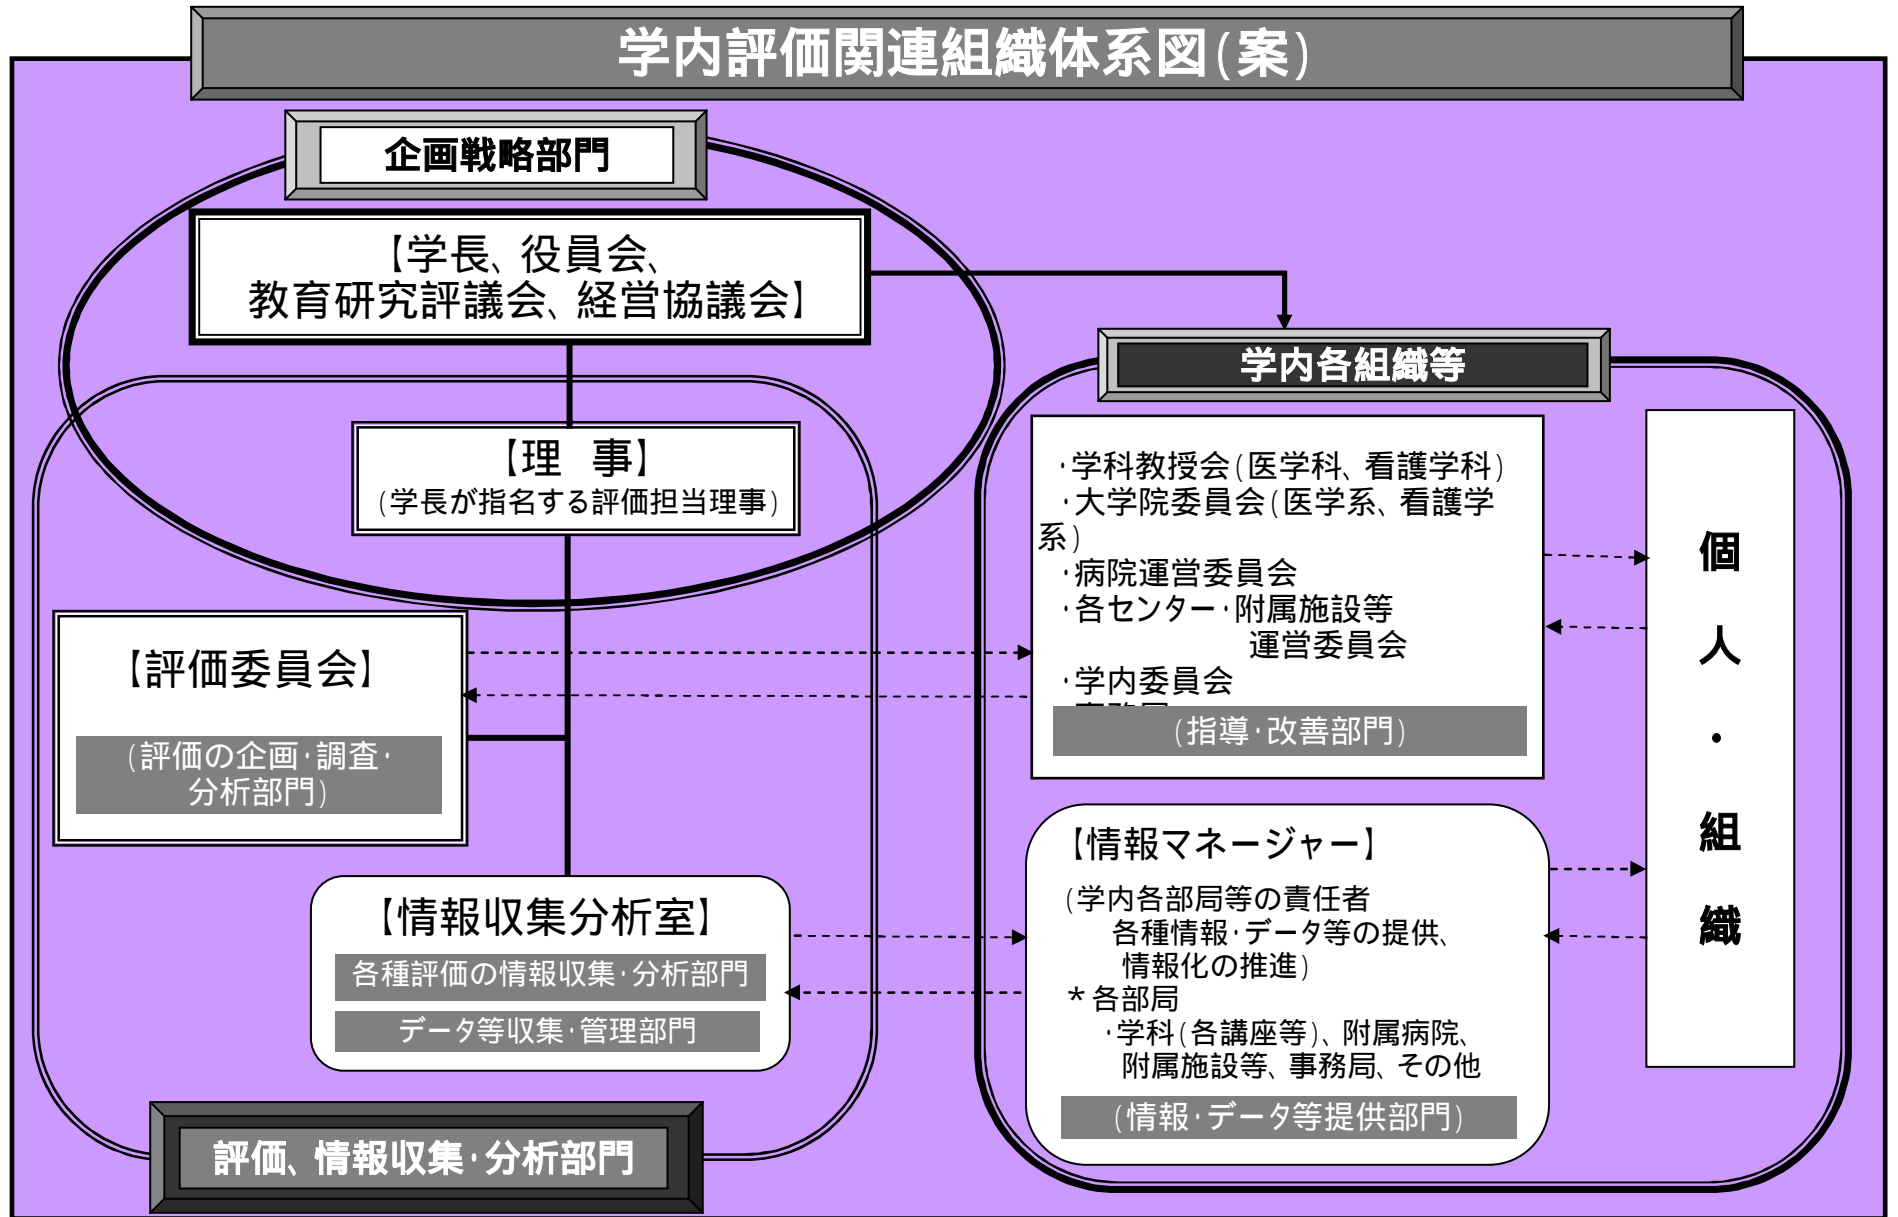 学内評価関連組織体系図(案)
企画戦略部門
【学長、役員会、
教育研究評議会、経営協議会】
【理　事】
(学長が指名する評価担当理事)
【評価委員会】
(評価の企画・調査・
分析部門)
【情報収集分析室】
各種評価の情報収集・分析部門
データ等収集・管理部門
評価、情報収集・分析部門
学内各組織等
・学科教授会(医学科、看護学科)
・大学院委員会(医学系、看護学
系)
・病院運営委員会
・各センター・附属施設等
運営委員会
・学内委員会
(指導・改善部門)
【情報マネージャー】
(学内各部局等の責任者
各種情報・データ等の提供、
情報化の推進)
＊各部局
・学科(各講座等)、附属病院、
附属施設等、事務局、その他
(情報・データ等提供部門)
個人・組織